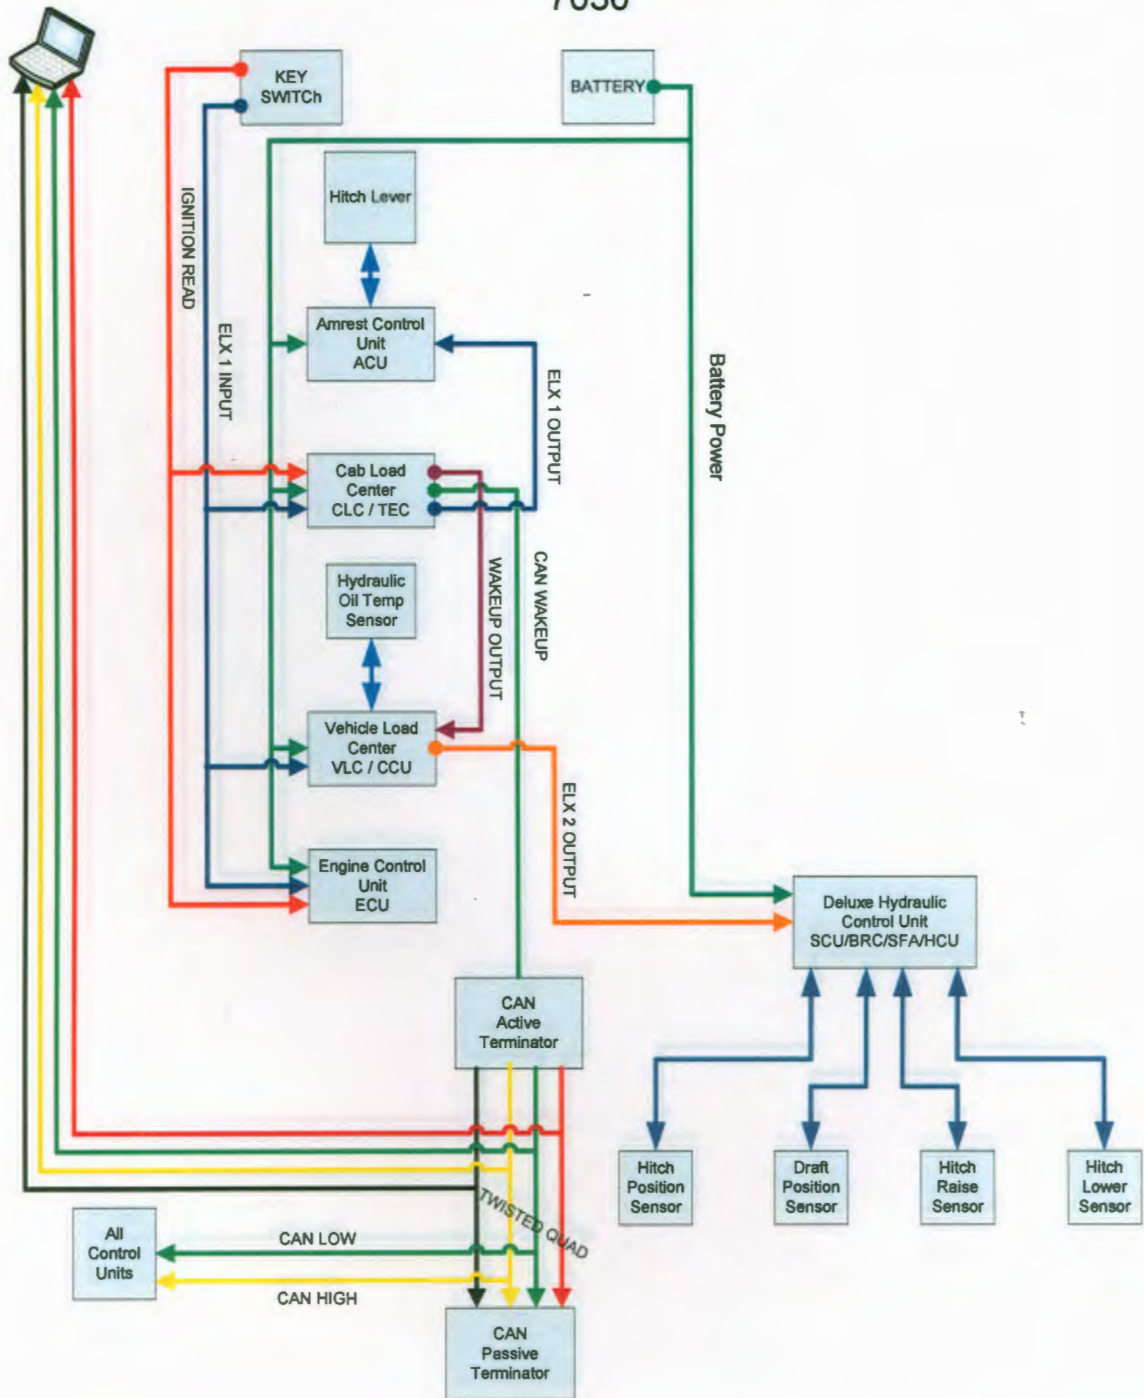 KEY
SWITCh
BATTERY
Hitch Lever
IGNITION READ
ELX 1 INPUT
Amrest Control
Unit
ACU
ELX 1 OUTPUT
Battery Power
Cab Load
Center
CLC / TEC
WAKEUP OUTPUT
CAN WAKEUP
Hydraulic
Oil Temp
Sensor
Vehicle Load
Center
VLC / CCU
ELX 2 OUTPUT
Engine Control
Unit
ECU
Deluxe Hydraulic
Control Unit
SCU/BRC/SFA/HCU
CAN
Active
Terminator
Hitch
Position
Sensor
Draft
Position
Sensor
Hitch
Raise
Sensor
Hitch
Lower
Sensor
TWISTED QUAD
All
Control
Units
CAN LOW
CAN HIGH
CAN
Passive
Terminator